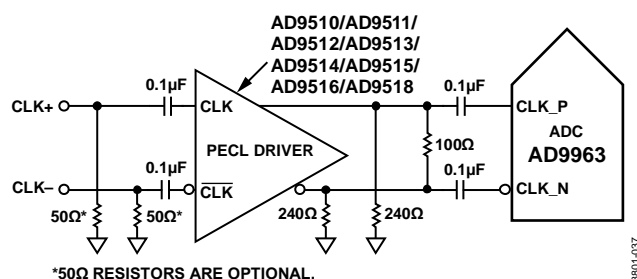 AD9510/AD9511/
AD9512/AD9513/
AD9514/AD9515/
AD9516/AD9518
0.1µF
0.1µF
CLK+
CLK
CLK_P
ADC
AD9963
100Ω
PECL DRIVER
0.1µF
0.1µF
CLK–
CLK
CLK_N
50Ω*
50Ω*
240Ω
240Ω
*50Ω RESISTORS ARE OPTIONAL.